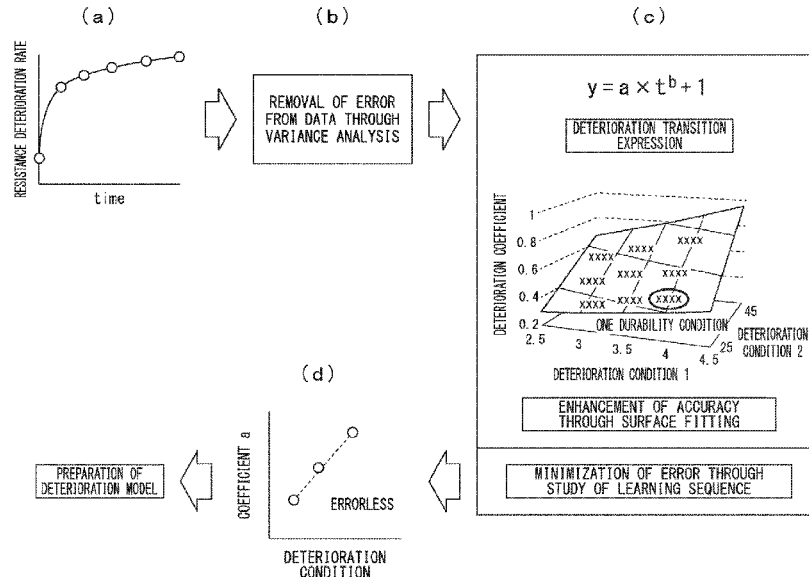 (a)
(b)
(c)
RESISTANCE DETERIORATION RATE
time
REMOVAL OF ERROR
FROM DATA THROUGH
VARIANCE ANALYSIS
y=a×t^b+1
DETERIORATION TRANSITION
EXPRESSION
DETERIORATION COEFFICIENT
1
0.8
0.6
0.4
0.2
xxxx
xxxx
xxxx
xxxx
xxxx
xxxx
xxxx
xxxx
xxxx
ONE DURABILITY CONDITION
2.5
3
3.5
4
4.5
25
45
DETERIORATION
CONDITION 2
DETERIORATION CONDITION 1
ENHANCEMENT OF ACCURACY
THROUGH SURFACE FITTING
MINIMIZATION OF ERROR THROUGH
STUDY OF LEARNING SEQUENCE
(d)
COEFFICIENT a
ERRORLESS
DETERIORATION
CONDITION
PREPARATION OF
DETERIORATION MODEL